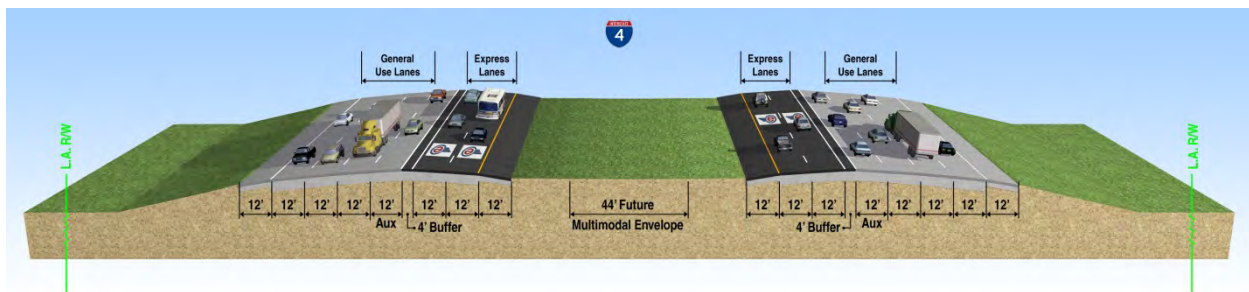 INTERSTATE
4
General
Use Lanes
Express
Lanes
Express
Lanes
General
Use Lanes
L.A. R/W
L.A. R/W
12' 12' 12' 12' 12' 12' 12' 12'
44' Future
Multimodal Envelope
12' 12' 12' 12' 12' 12' 12' 12'
Aux
4' Buffer
4' Buffer
Aux